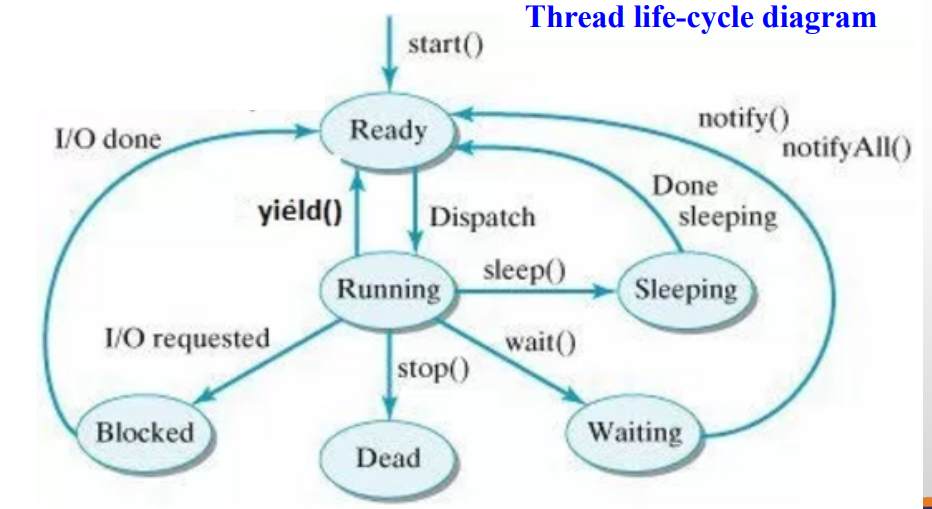 Thread life-cycle diagram
start()
Ready
I/O done
notify()
notifyAll()
Done
sleeping
yiéld()
Dispatch
sleep()
Running
Sleeping
I/O requested
wait()
stop()
Blocked
Waiting
Dead